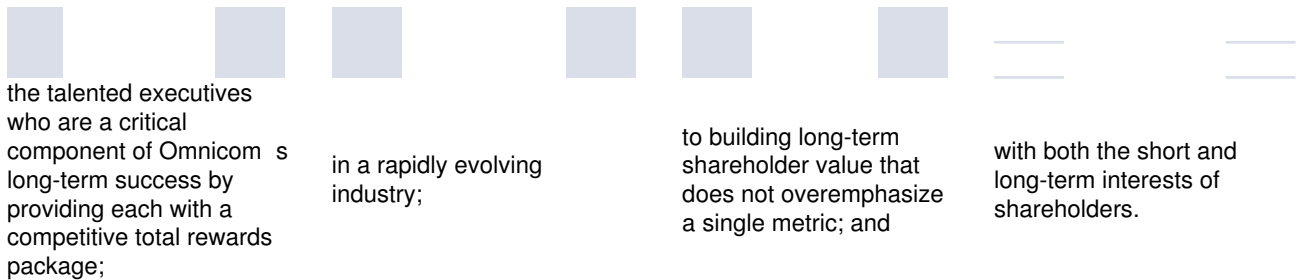 the talented executives
who are a critical
component of Omnicom s
long-term success by
providing each with a
competitive total rewards
package;
in a rapidly evolving
industry;
to building long-term
shareholder value that
does not overemphasize
a single metric; and
with both the short and
long-term interests of
shareholders.